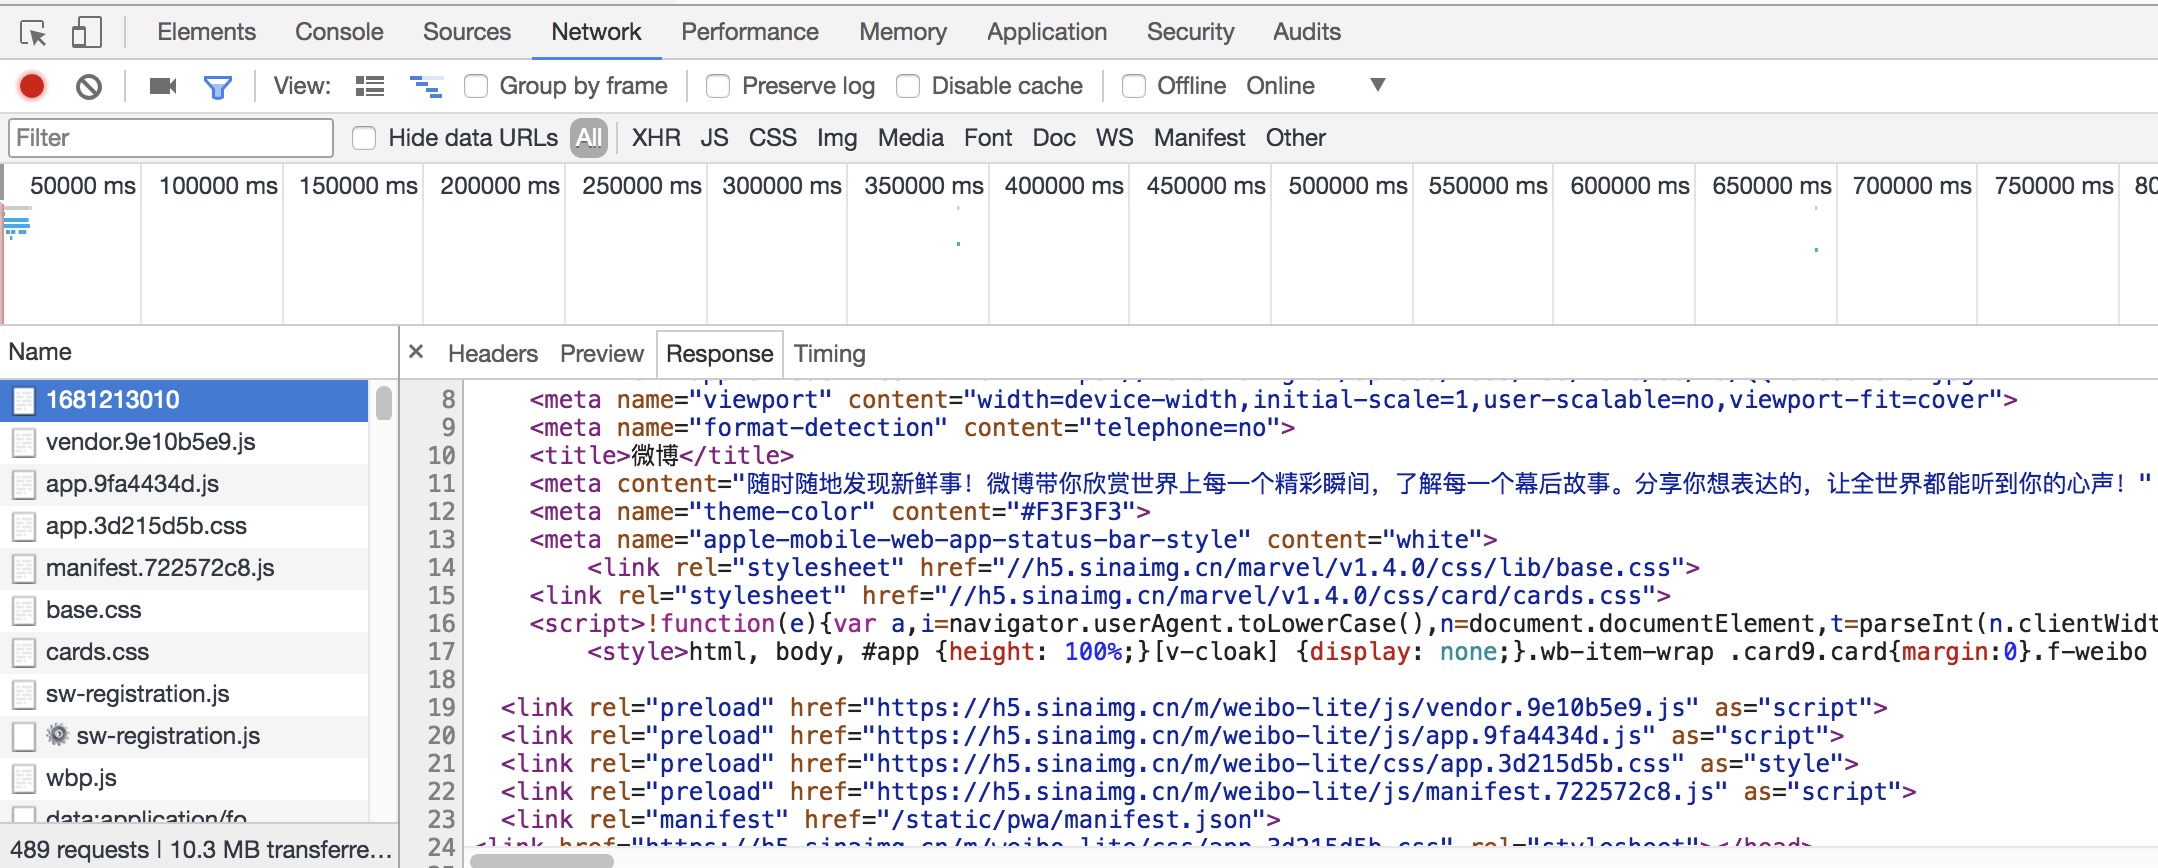 Elements Console Sources Network Performance Memory Application Security Audits
View: Group by frame Preserve log Disable cache Offline Online ▼
Filter Hide data URLs All XHR JS CSS Img Media Font Doc WS Manifest Other
50000 ms 100000 ms 150000 ms 200000 ms 250000 ms 300000 ms 350000 ms 400000 ms 450000 ms 500000 ms 550000 ms 600000 ms 650000 ms 700000 ms 750000 ms 80
Name
× Headers Preview Response Timing
1681213010
vendor.9e10b5e9.js
app.9fa4434d.js
app.3d215d5b.css
manifest.722572c8.js
base.css
cards.css
sw-registration.js
sw-registration.js
wbp.js
data:application/fo
489 requests | 10.3 MB transferre...
8 <meta name="viewport" content="width=device-width,initial-scale=1,user-scalable=no,viewport-fit=cover">
9 <meta name="format-detection" content="telephone=no">
10 <title>微博</title>
11 <meta content="随时随地发现新鲜事！微博带你欣赏世界上每一个精彩瞬间，了解每一个幕后故事。分享你想表达的，让全世界都能听到你的心声！"
12 <meta name="theme-color" content="#F3F3F3">
13 <meta name="apple-mobile-web-app-status-bar-style" content="white">
14 <link rel="stylesheet" href="//h5.sinaimg.cn/marvel/v1.4.0/css/lib/base.css">
15 <link rel="stylesheet" href="//h5.sinaimg.cn/marvel/v1.4.0/css/card/cards.css">
16 <script>!function(e){var a,i=navigator.userAgent.toLowerCase(),n=document.documentElement,t=parseInt(n.clientWidt
17 <style>html, body, #app {height: 100%;}[v-cloak] {display: none;}.wb-item-wrap .card9.card{margin:0}.f-weibo
18
19 <link rel="preload" href="https://h5.sinaimg.cn/m/weibo-lite/js/vendor.9e10b5e9.js" as="script">
20 <link rel="preload" href="https://h5.sinaimg.cn/m/weibo-lite/js/app.9fa4434d.js" as="script">
21 <link rel="preload" href="https://h5.sinaimg.cn/m/weibo-lite/css/app.3d215d5b.css" as="style">
22 <link rel="preload" href="https://h5.sinaimg.cn/m/weibo-lite/js/manifest.722572c8.js" as="script">
23 <link rel="manifest" href="/static/pwa/manifest.json">
24 <link href="https://h5.sinaimg.cn/m/weibo-lite/css/app.3d215d5b.css" rel="stylesheet"></head>